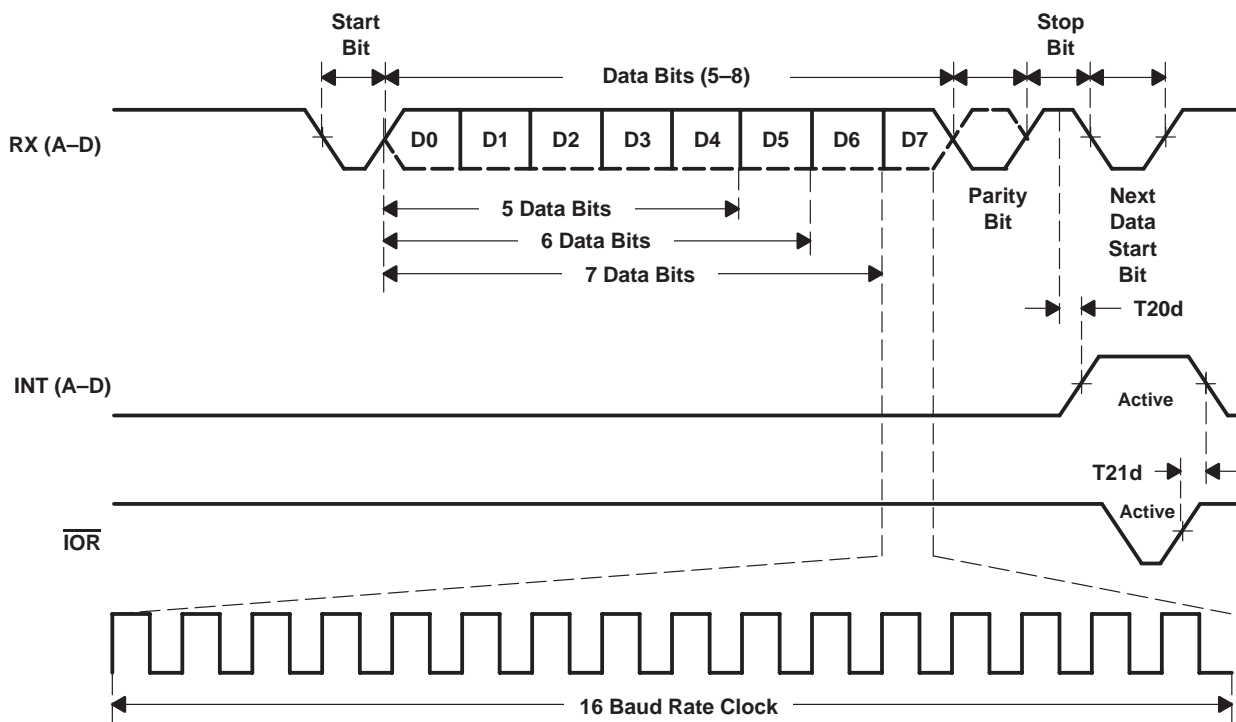 Start
Bit
Data Bits (5–8)
Stop
Bit
RX (A–D)
D0 D1 D2 D3 D4 D5 D6 D7
5 Data Bits
6 Data Bits
7 Data Bits
Parity
Bit
Next
Data
Start
Bit
T20d
INT (A–D)
Active
T21d
IOR
Active
16 Baud Rate Clock